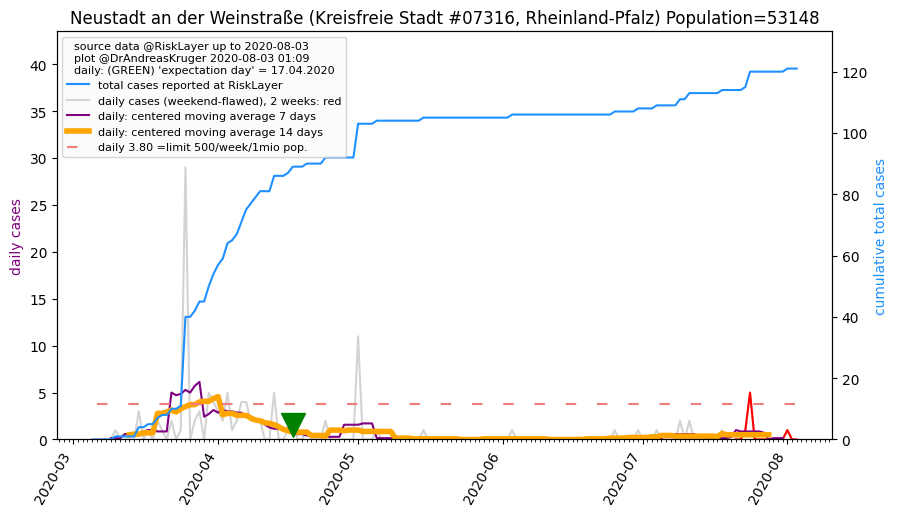 Neustadt an der Weinstraße (Kreisfreie Stadt #07316, Rheinland-Pfalz) Population=53148
source data @RiskLayer up to 2020-08-03
plot @DrAndreasKruger 2020-08-03 01:09
daily: (GREEN) 'expectation day' = 17.04.2020
total cases reported at RiskLayer
daily cases (weekend-flawed), 2 weeks: red
daily: centered moving average 7 days
daily: centered moving average 14 days
daily 3.80 =limit 500/week/1mio pop.
daily cases
40
35
30
25
20
15
10
5
0
cumulative total cases
120
100
80
60
40
20
0
2020-03
2020-04
2020-05
2020-06
2020-07
2020-08